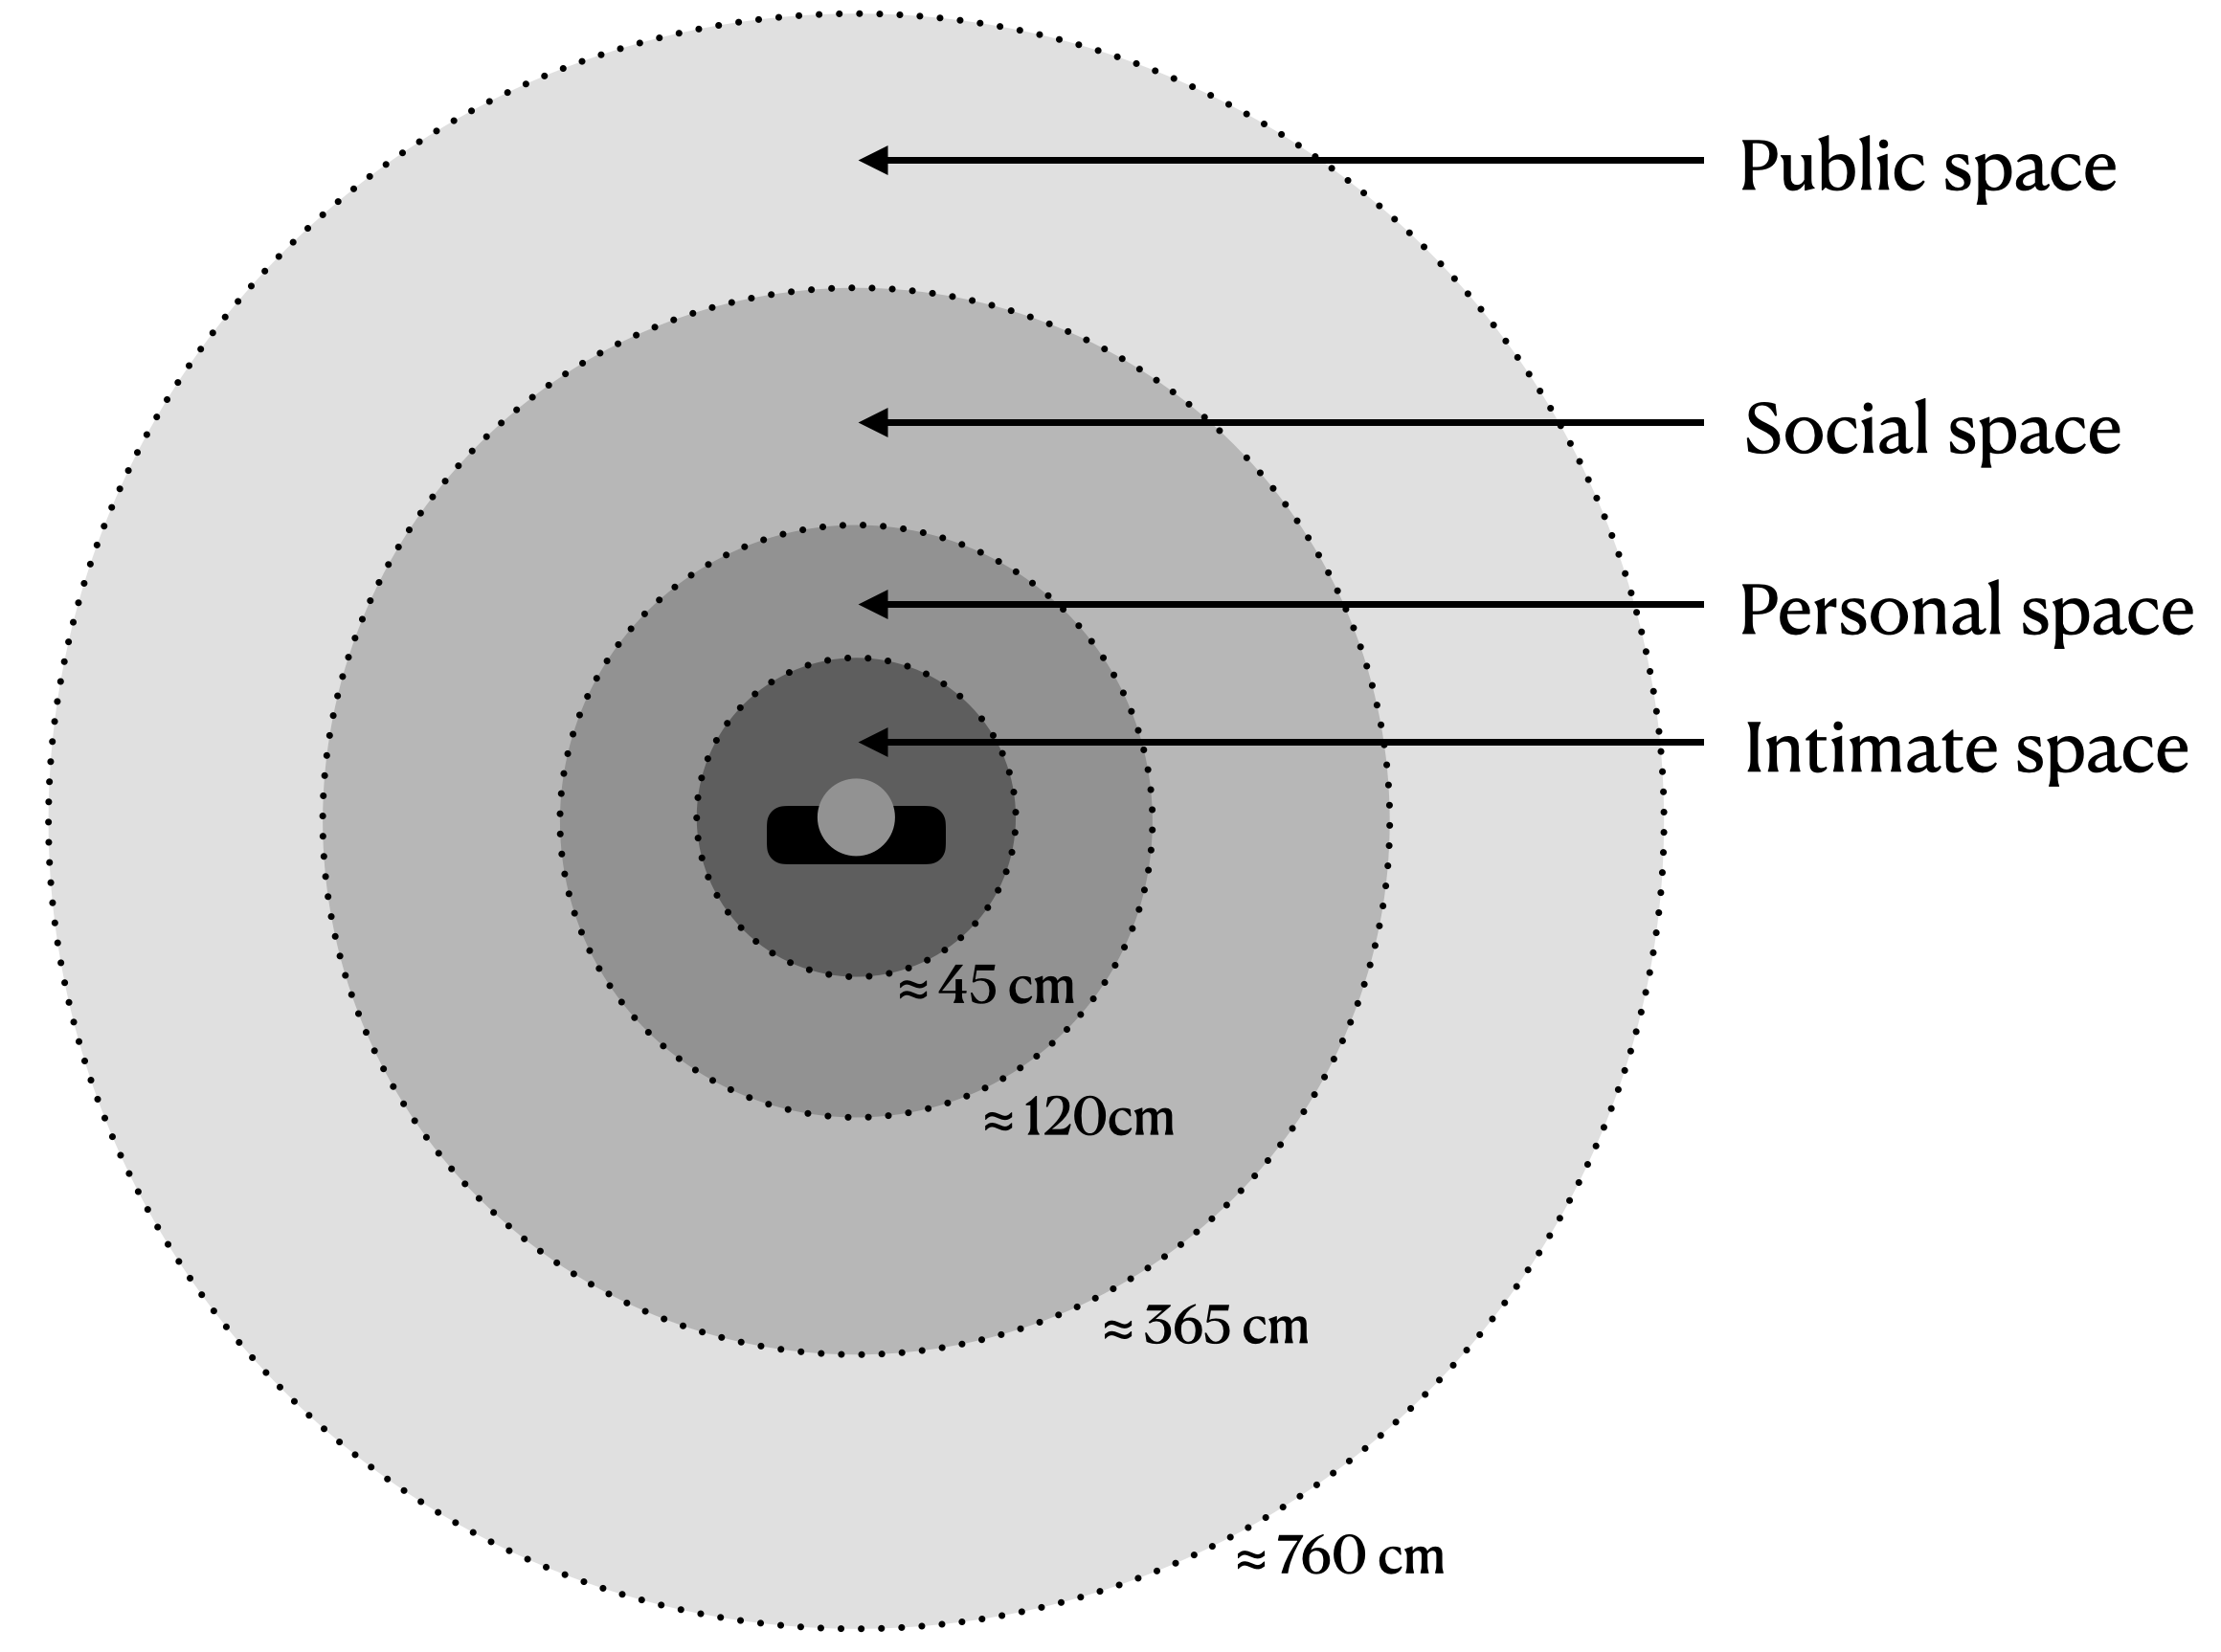 Public space
Social space
Personal space
Intimate space
≈ 45 cm
≈ 120cm
≈ 365 cm
≈ 760 cm